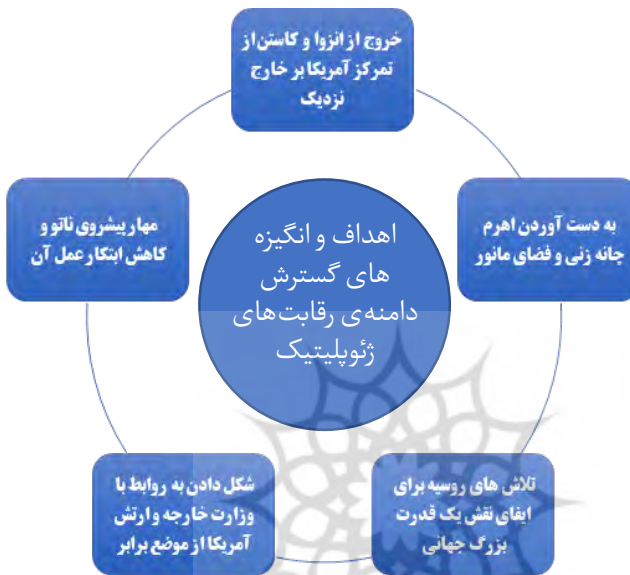 خروج از انزوا و کاستن از
تمرکز آمریکا بر خارج
نزدیک
به دست آوردن اهرم
چانه زنی و فضای مانور
تلاش های روسیه برای
ایفای نقش یک قدرت
بزرگ جهانی
شکل دادن به روابط با
وزارت خارجه و ارتش
آمریکا از موضع برابر
مهار پیشروی ناتو و
کاهش ابتکار عمل آن
اهداف و انگیزه
های گسترش
دامنه‌ی رقابت‌های
ژئوپلیتیک